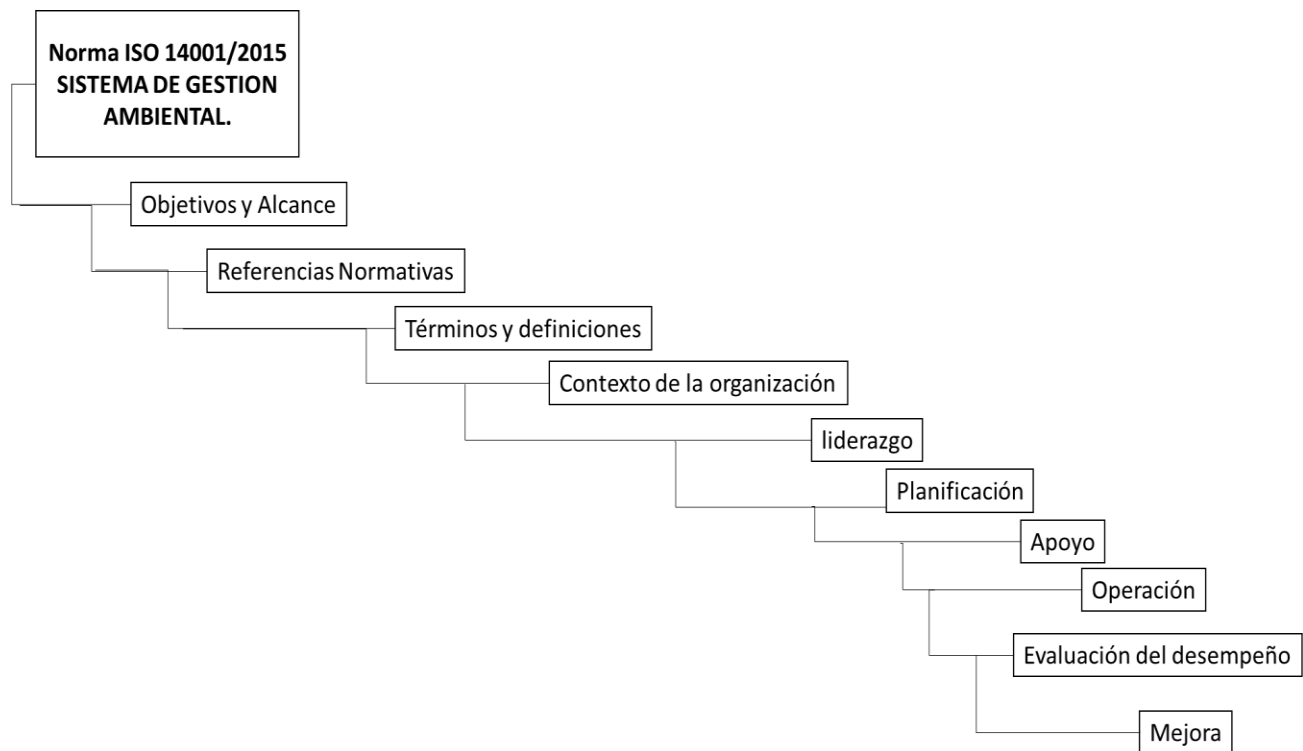 Norma ISO 14001/2015
SISTEMA DE GESTION
AMBIENTAL.
Objetivos y Alcance
Referencias Normativas
Términos y definiciones
Contexto de la organización
liderazgo
Planificación
Apoyo
Operación
Evaluación del desempeño
Mejora